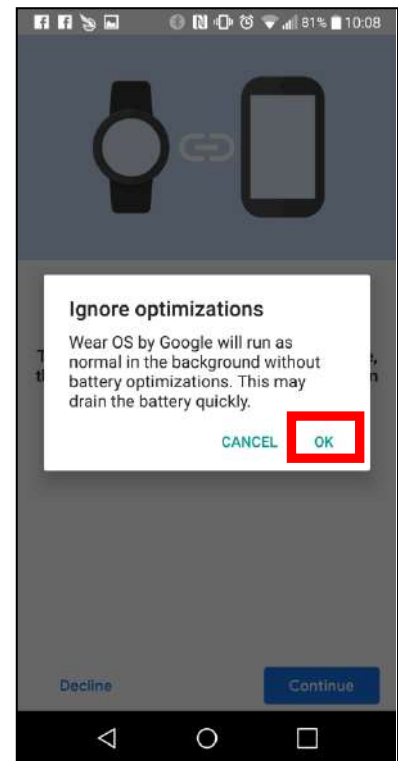 81% 10:08
Ignore optimizations
Wear OS by Google will run as
normal in the background without
battery optimizations. This may
drain the battery quickly.
CANCEL OK
Decline Continue